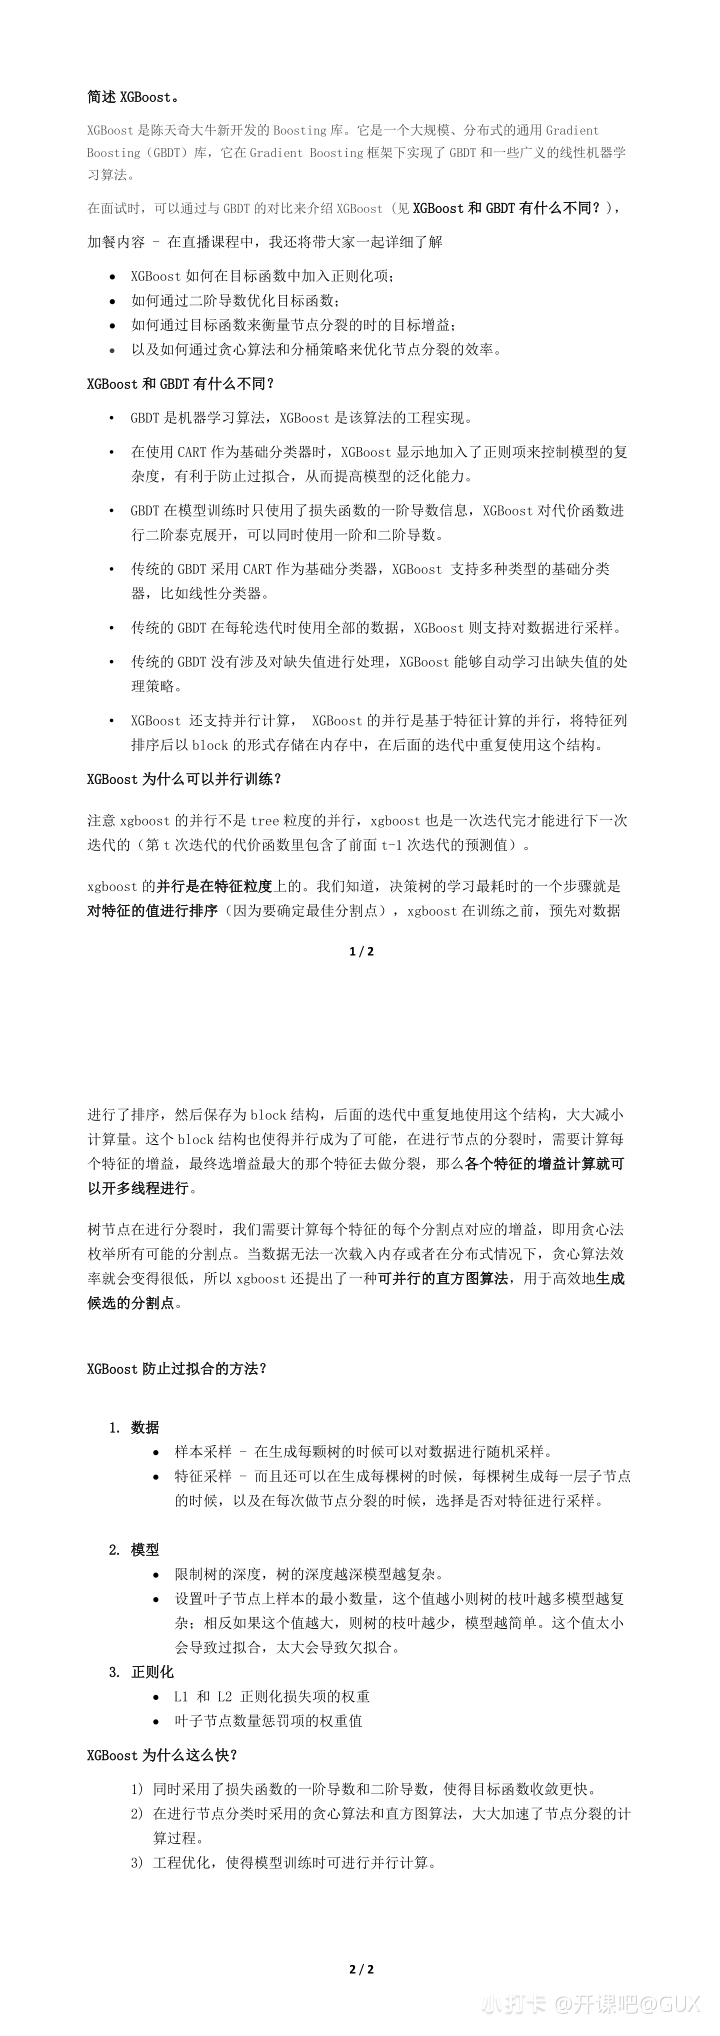 简述 XGBoost。
XGBoost 是陈天奇大牛新开发的 Boosting 库。它是一个大规模、分布式的通用 Gradient
Boosting（GBDT）库，它在 Gradient Boosting 框架下实现了 GBDT 和一些广义的线性机器学
习算法。
在面试时，可以通过与 GBDT 的对比来介绍 XGBoost（见 XGBoost 和 GBDT 有什么不同？），
加餐内容 - 在直播课程中，我还将带大家一起详细了解
● XGBoost 如何在目标函数中加入正则化项；
● 如何通过二阶导数优化目标函数；
● 如何通过目标函数来衡量节点分裂的时的目标增益；
● 以及如何通过贪心算法和分桶策略来优化节点分裂的效率。
XGBoost 和 GBDT 有什么不同？
• GBDT 是机器学习算法，XGBoost 是该算法的工程实现。
• 在使用 CART 作为基础分类器时，XGBoost 显示地加入了正则项来控制模型的复
杂度，有利于防止过拟合，从而提高模型的泛化能力。
• GBDT 在模型训练时只使用了损失函数的一阶导数信息，XGBoost 对代价函数进
行二阶泰克展开，可以同时使用一阶和二阶导数。
• 传统的 GBDT 采用 CART 作为基础分类器，XGBoost 支持多种类型的基础分类
器，比如线性分类器。
• 传统的 GBDT 在每轮迭代时使用全部的数据，XGBoost 则支持对数据进行采样。
• 传统的 GBDT 没有涉及对缺失值进行处理，XGBoost 能够自动学习出缺失值的处
理策略。
• XGBoost 还支持并行计算， XGBoost 的并行是基于特征计算的并行，将特征列
排序后以 block 的形式存储在内存中，在后面的迭代中重复使用这个结构。
XGBoost 为什么可以并行训练？
注意 xgboost 的并行不是 tree 粒度的并行，xgboost 也是一次迭代完才能进行下一次
迭代的（第 t 次迭代的代价函数里包含了前面 t-1 次迭代的预测值）。
xgboost 的并行是在特征粒度上的。我们知道，决策树的学习最耗时的一个步骤就是
对特征的值进行排序（因为要确定最佳分割点），xgboost 在训练之前，预先对数据
1 / 2
进行了排序，然后保存为 block 结构，后面的迭代中重复地使用这个结构，大大减小
计算量。这个 block 结构也使得并行成为了可能，在进行节点的分裂时，需要计算每
个特征的增益，最终选增益最大的那个特征去做分裂，那么各个特征的增益计算就可
以开多线程进行。
树节点在进行分裂时，我们需要计算每个特征的每个分割点对应的增益，即用贪心法
枚举所有可能的分割点。当数据无法一次载入内存或者在分布式情况下，贪心算法效
率就会变得很低，所以 xgboost 还提出了一种可并行的直方图算法，用于高效地生成
候选的分割点。
XGBoost 防止过拟合的方法？
1. 数据
● 样本采样 - 在生成每颗树的时候可以对数据进行随机采样。
● 特征采样 - 而且还可以在生成每棵树的时候，每棵树生成每一层子节点
的时候，以及在每次做节点分裂的时候，选择是否对特征进行采样。
2. 模型
● 限制树的深度，树的深度越深模型越复杂。
● 设置叶子节点上样本的最小数量，这个值越小则树的枝叶越多模型越复
杂；相反如果这个值越大，则树的枝叶越少，模型越简单。这个值太小
会导致过拟合，太大会导致欠拟合。
3. 正则化
● L1 和 L2 正则化损失项的权重
● 叶子节点数量惩罚项的权重值
XGBoost 为什么这么快？
1) 同时采用了损失函数的一阶导数和二阶导数，使得目标函数收敛更快。
2) 在进行节点分类时采用的贪心算法和直方图算法，大大加速了节点分裂的计
算过程。
3) 工程优化，使得模型训练时可进行并行计算。
2 / 2
小打卡 @开课吧@GUX